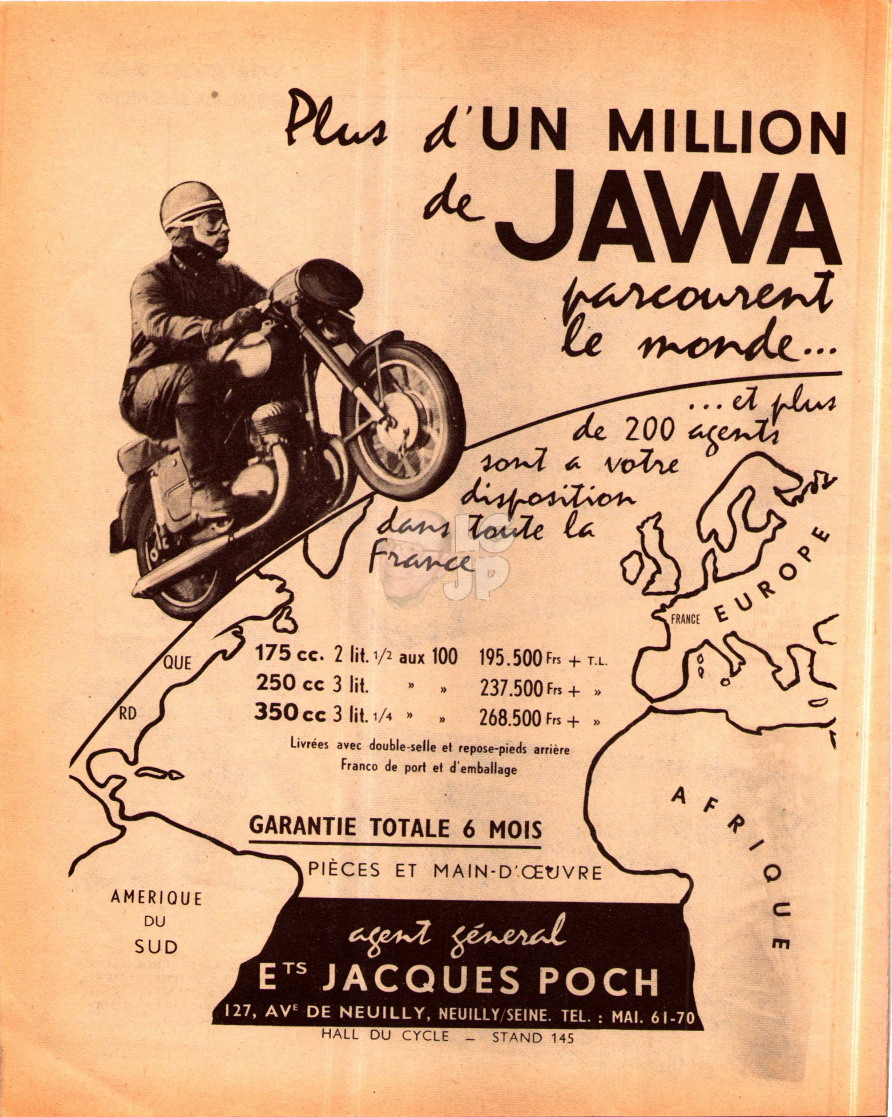 Plus d'UN MILLION
de JAWA
parcourent
le monde...
...et plus
de 200 agents
sont a votre
disposition
dans toute la
France
HC
JP
EUROPE
FRANCE
QUE
RD
175 cc. 2 lit. 1/2 aux 100 195.500 Frs + T.L.
250 cc 3 lit. » » 237.500 Frs + »
350 cc 3 lit. 1/4 » » 268.500 Frs + »
Livrées avec double-selle et repose-pieds arrière
Franco de port et d'emballage
AFRIQUE
GARANTIE TOTALE 6 MOIS
PIÈCES ET MAIN-D'ŒUVRE
AMERIQUE
DU
SUD
agent géneral
ETS JACQUES POCH
127, AVE DE NEUILLY, NEUILLY/SEINE. TEL. : MAI. 61-70
HALL DU CYCLE — STAND 145